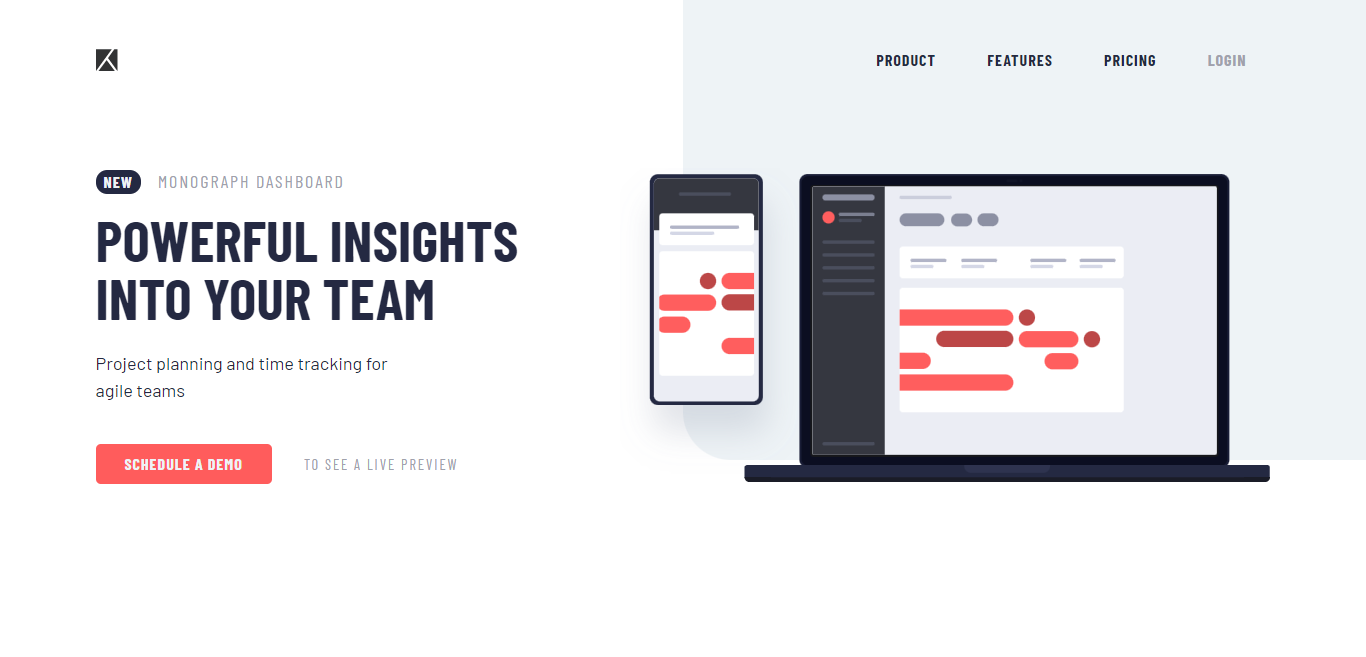 PRODUCT FEATURES PRICING LOGIN
NEW MONOGRAPH DASHBOARD
POWERFUL INSIGHTS
INTO YOUR TEAM
Project planning and time tracking for
agile teams
SCHEDULE A DEMO TO SEE A LIVE PREVIEW